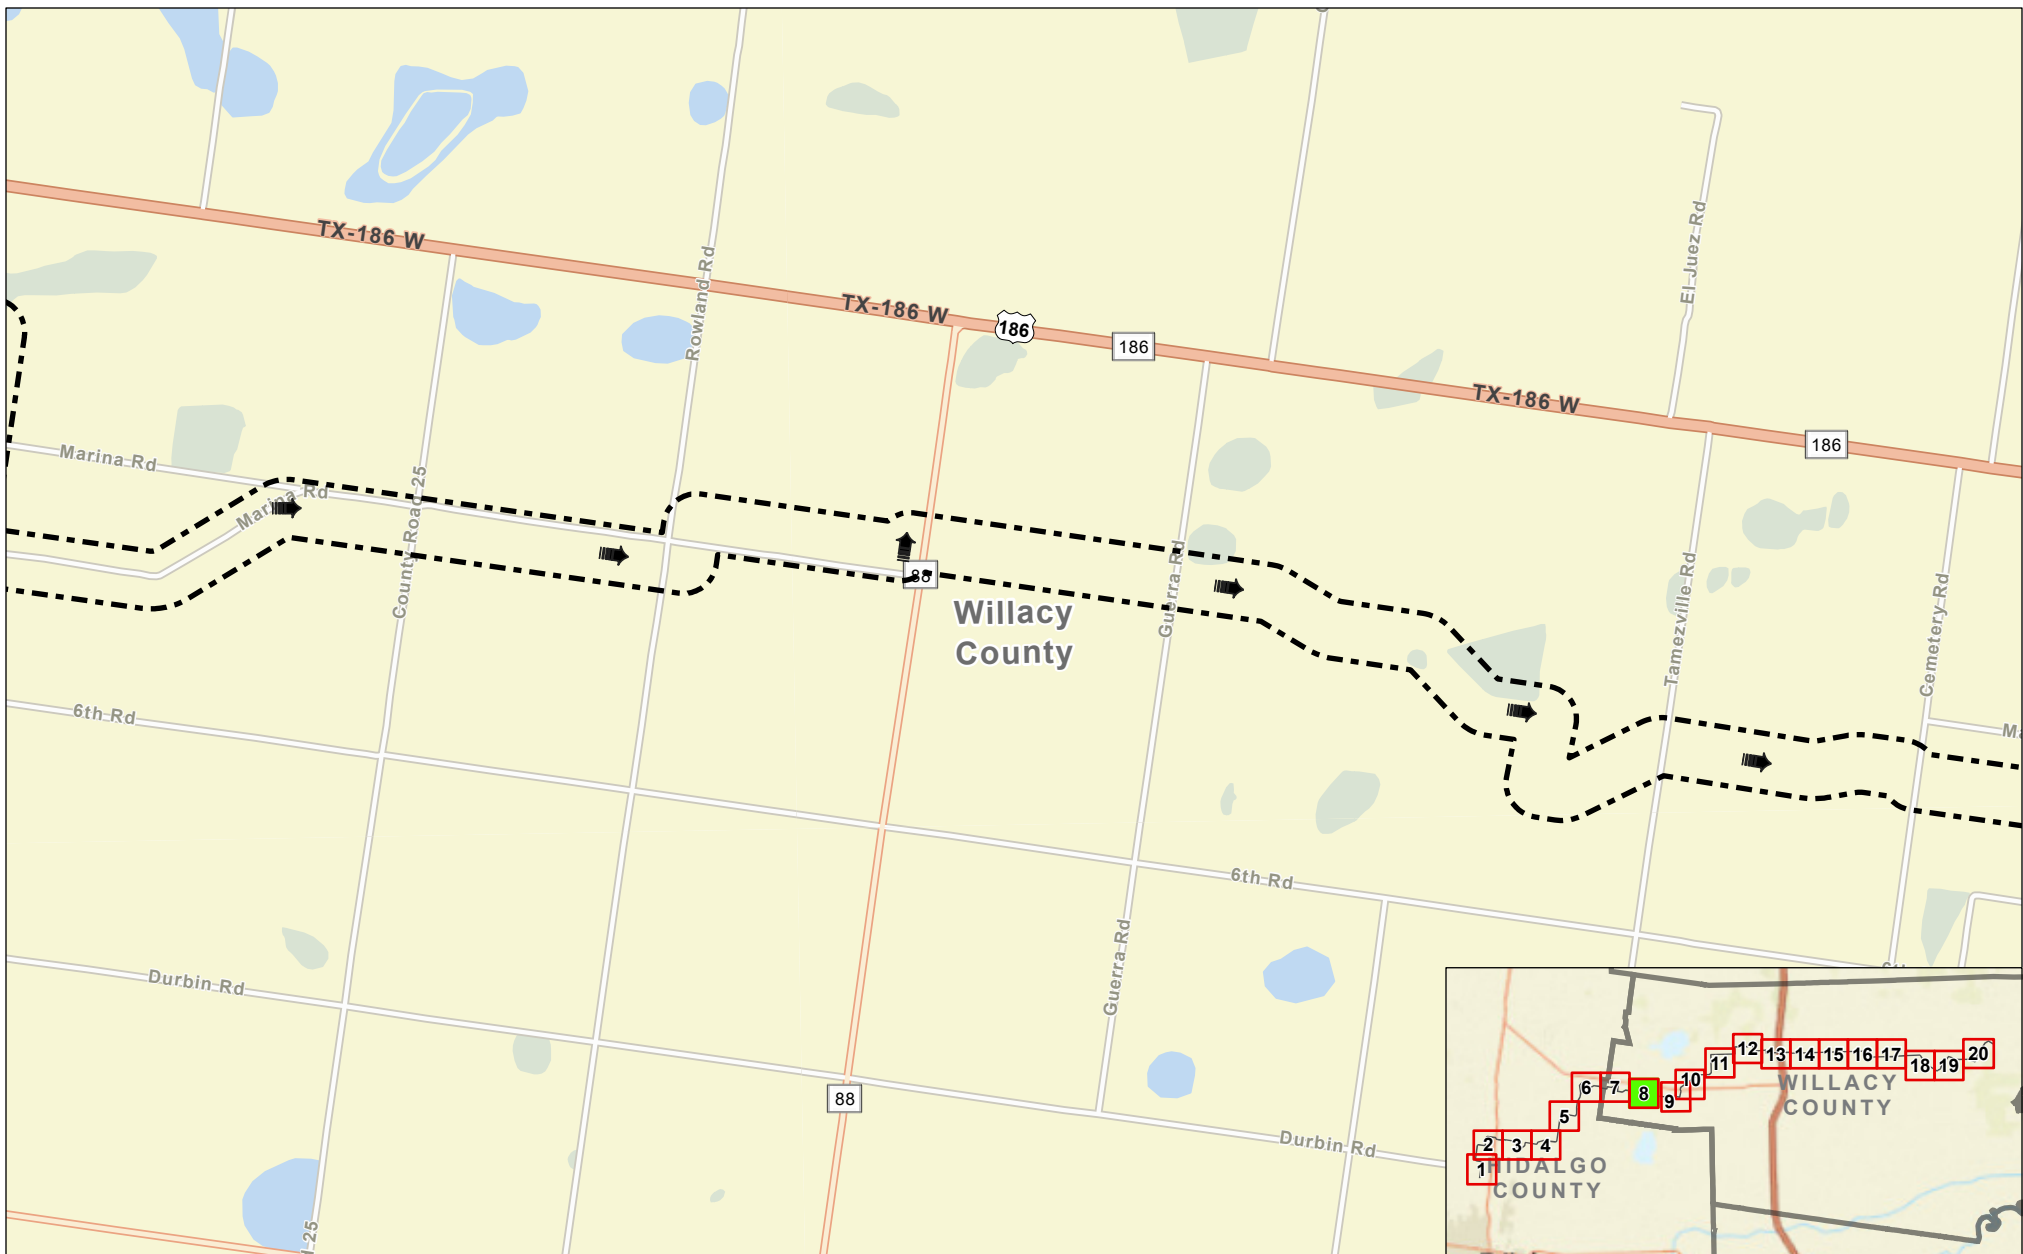 TX-186 W
Rowland Rd
El Juez Rd
TX-186 W
186
186
TX-186 W
186
Marina Rd
Marina Rd
County Road 25
88
Willacy
County
Guerra Rd
Tamezville Rd
Cemetery Rd
6th Rd
6th Rd
Guerra Rd
Durbin Rd
88
Durbin Rd
25
12
13
14
15
16
17
18
19
20
11
10
6
7
8
9
5
WILLACY
COUNTY
2
3
4
1
HIDALGO
COUNTY